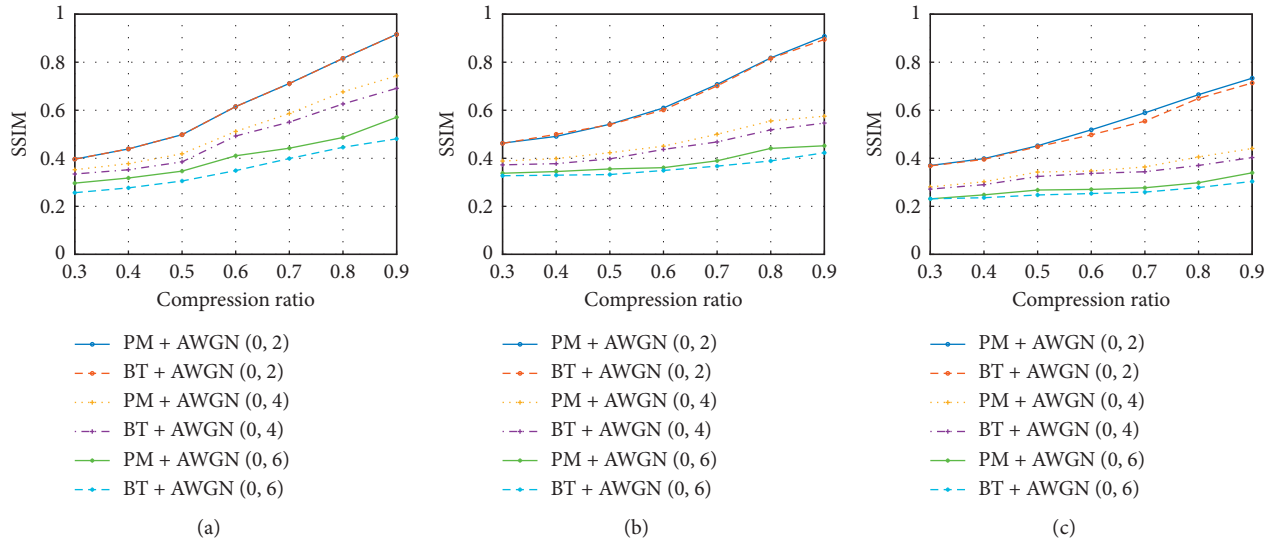 1
0.8
0.6
0.4
0.2
0
SSIM
0.3 0.4 0.5 0.6 0.7 0.8 0.9
Compression ratio
PM + AWGN (0, 2)
BT + AWGN (0, 2)
PM + AWGN (0, 4)
BT + AWGN (0, 4)
PM + AWGN (0, 6)
BT + AWGN (0, 6)
(a)
1
0.8
0.6
0.4
0.2
0
SSIM
0.3 0.4 0.5 0.6 0.7 0.8 0.9
Compression ratio
PM + AWGN (0, 2)
BT + AWGN (0, 2)
PM + AWGN (0, 4)
BT + AWGN (0, 4)
PM + AWGN (0, 6)
BT + AWGN (0, 6)
(b)
1
0.8
0.6
0.4
0.2
0
SSIM
0.3 0.4 0.5 0.6 0.7 0.8 0.9
Compression ratio
PM + AWGN (0, 2)
BT + AWGN (0, 2)
PM + AWGN (0, 4)
BT + AWGN (0, 4)
PM + AWGN (0, 6)
BT + AWGN (0, 6)
(c)